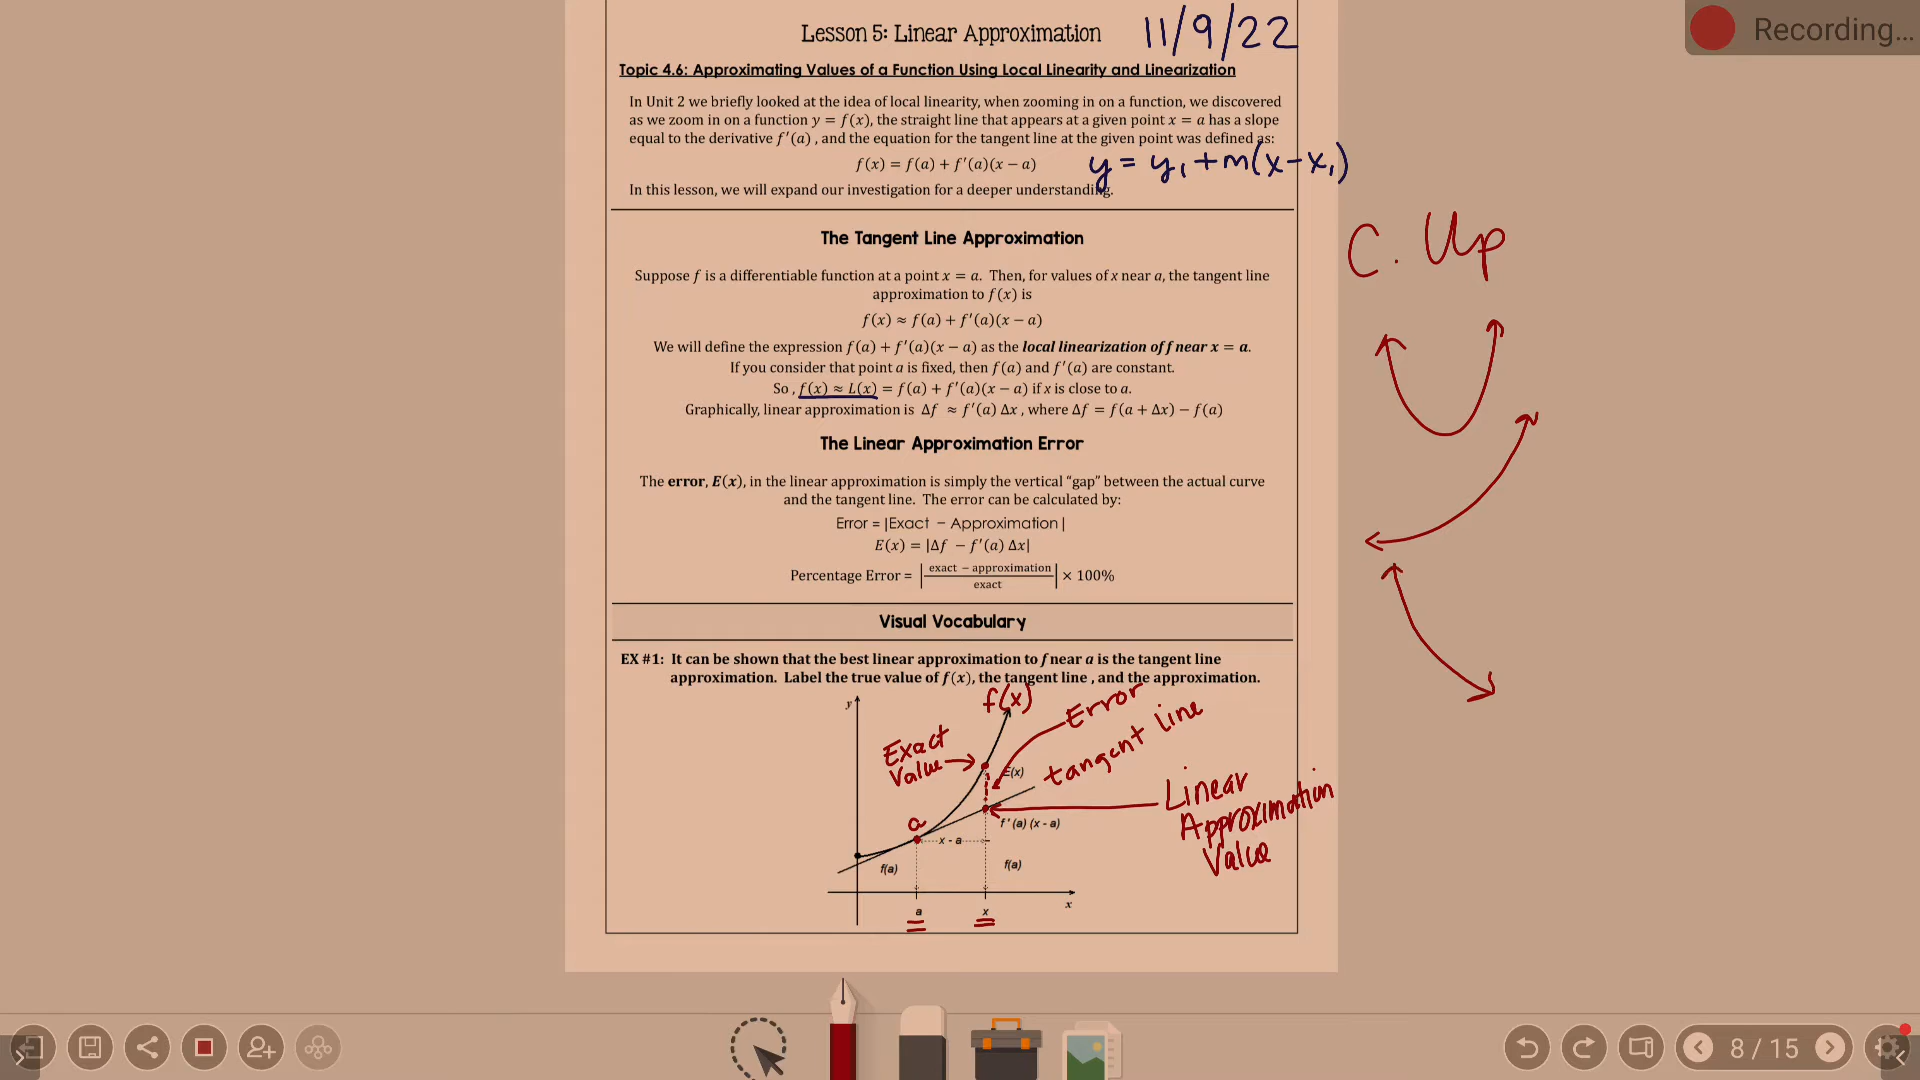 Recording...
Lesson 5: Linear Approximation 11/9/22
Topic 4.6: Approximating Values of a Function Using Local Linearity and Linearization
In Unit 2 we briefly looked at the idea of local linearity, when zooming in on a function, we discovered
as we zoom in on a function y = f(x), the straight line that appears at a given point x = a has a slope
equal to the derivative f'(a) , and the equation for the tangent line at the given point was defined as:
f(x) = f(a) + f'(a)(x − a) y = y₁ + m(x−x₁)
In this lesson, we will expand our investigation for a deeper understanding.
The Tangent Line Approximation
C. Up
Suppose f is a differentiable function at a point x = a. Then, for values of x near a, the tangent line
approximation to f(x) is
f(x) ≈ f(a) + f'(a)(x − a)
We will define the expression f(a) + f'(a)(x − a) as the local linearization of f near x = a.
If you consider that point a is fixed, then f(a) and f'(a) are constant.
So , f(x) ≈ L(x) = f(a) + f'(a)(x − a) if x is close to a.
Graphically, linear approximation is Δf ≈ f'(a) Δx , where Δf = f(a + Δx) − f(a)
The Linear Approximation Error
The error, E(x), in the linear approximation is simply the vertical “gap” between the actual curve
and the tangent line. The error can be calculated by:
Error = |Exact − Approximation|
E(x) = |Δf − f'(a) Δx|
Percentage Error = |exact − approximation / exact| × 100%
Visual Vocabulary
EX #1: It can be shown that the best linear approximation to f near a is the tangent line
approximation. Label the true value of f(x), the tangent line , and the approximation.
y
f(x)
Error
Exact
Value
tangent line
E(x)
Linear
Approximation
Value
a
f'(a) (x - a)
x - a
f(a)
f(a)
a
x
x
8 / 15